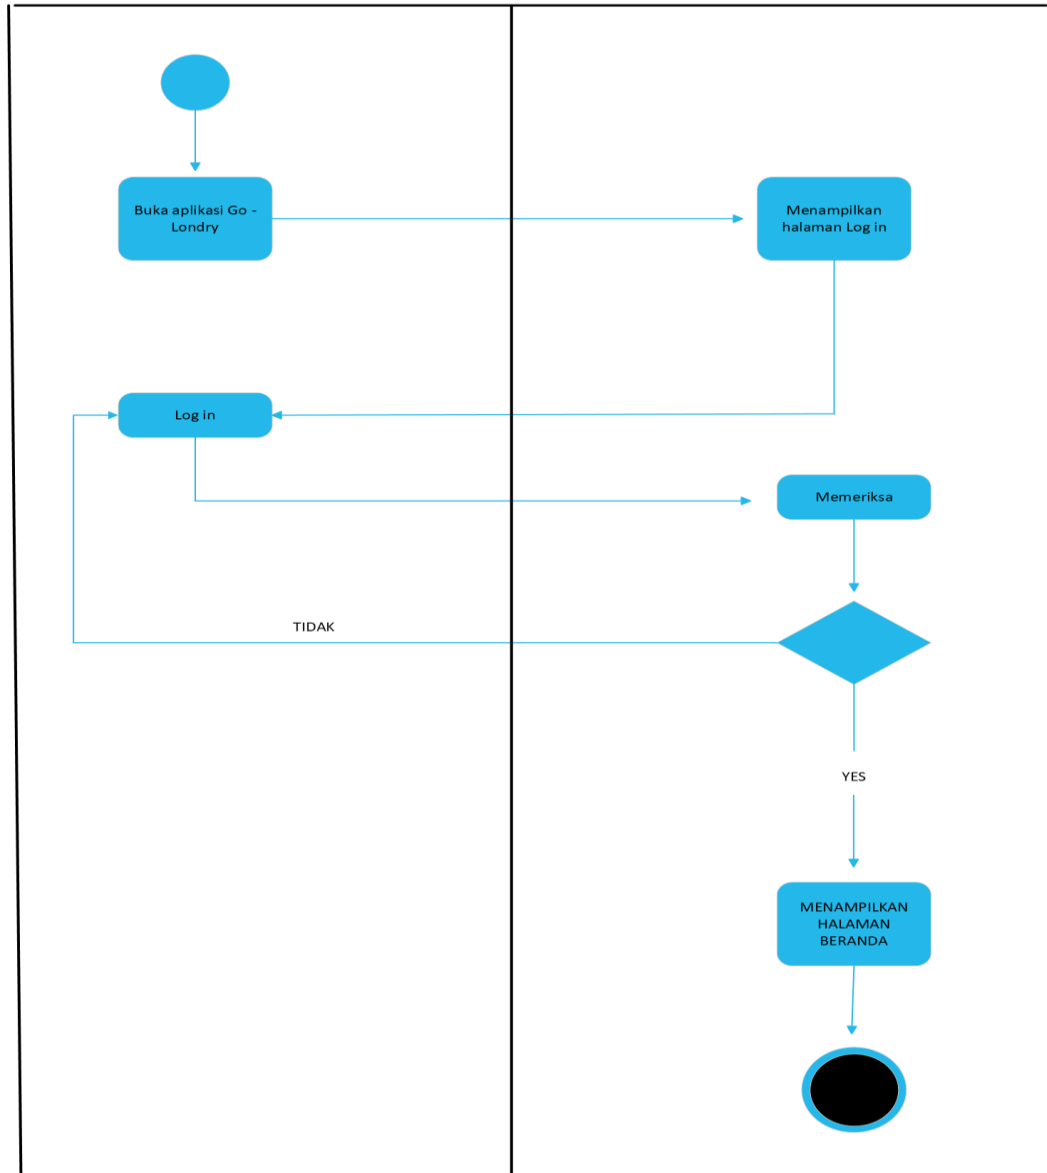 Buka aplikasi Go -
Londry
Menampilkan
halaman Log in
Log in
Memeriksa
TIDAK
YES
MENAMPILKAN
HALAMAN
BERANDA